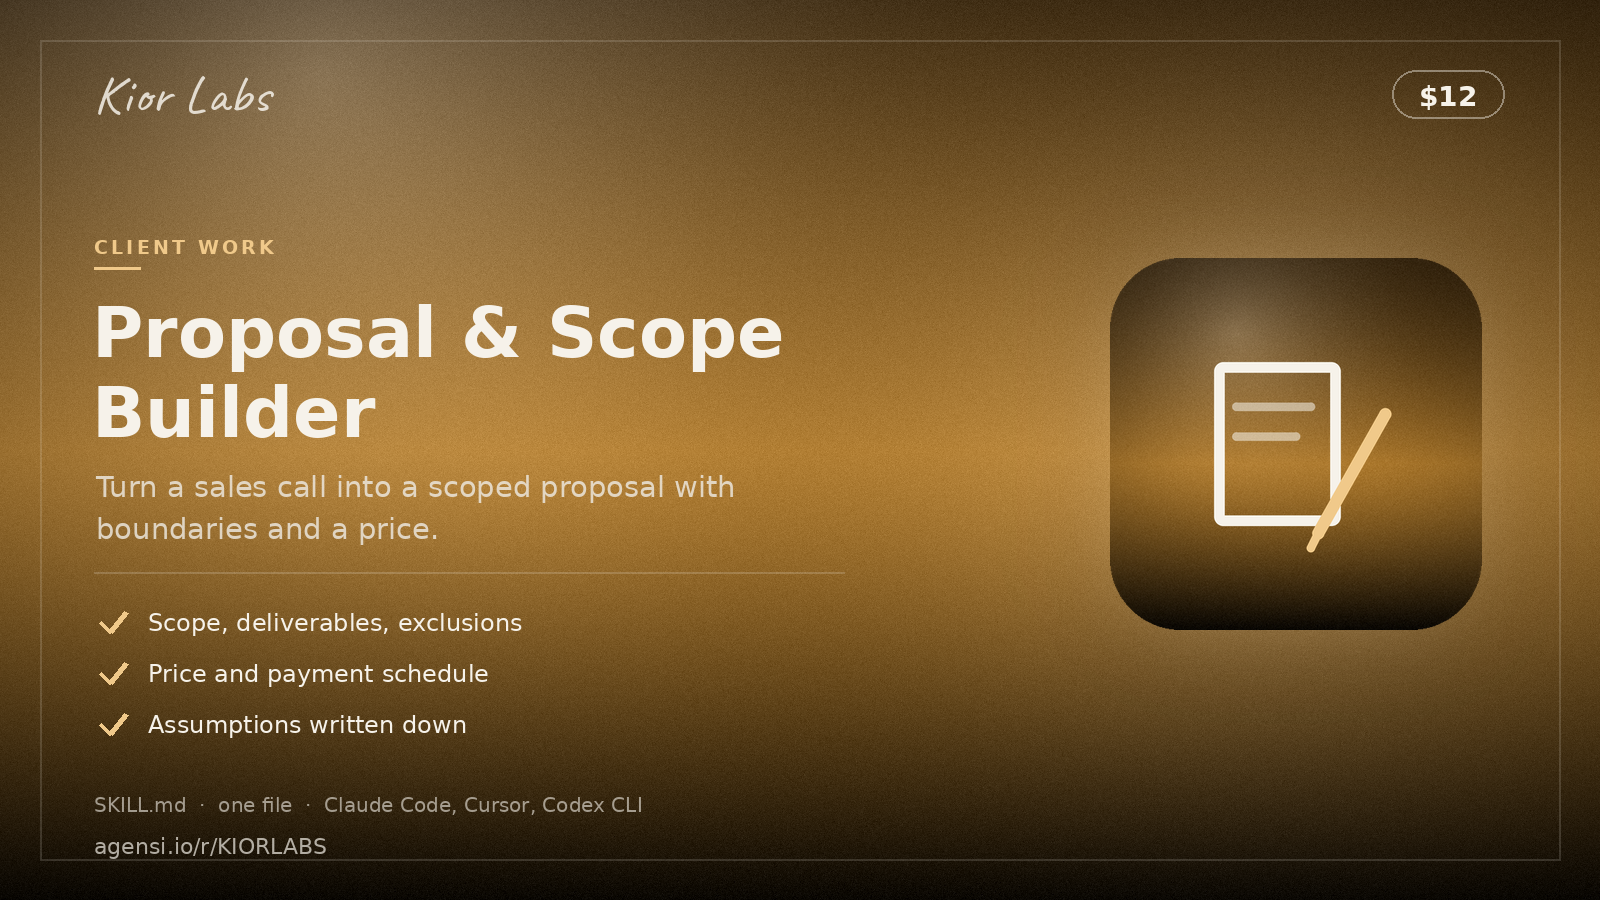 Kior Labs
$12
CLIENT WORK
Proposal & Scope
Builder
Turn a sales call into a scoped proposal with
boundaries and a price.
Scope, deliverables, exclusions
Price and payment schedule
Assumptions written down
SKILL.md · one file · Claude Code, Cursor, Codex CLI
agensi.io/r/KIORLABS